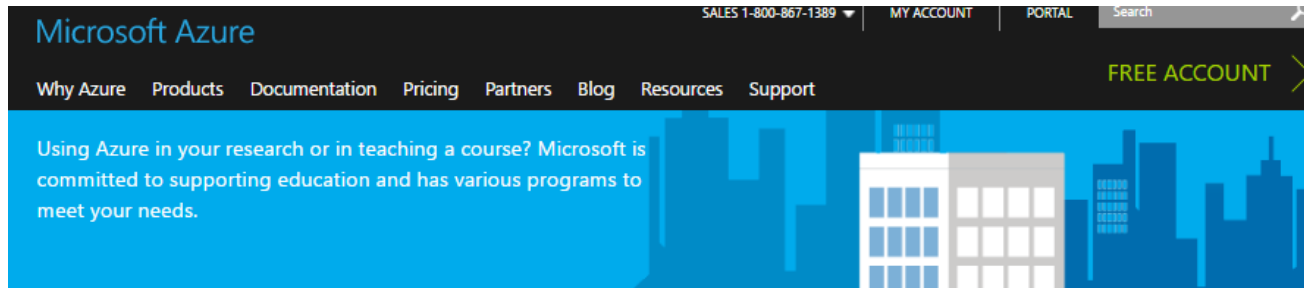 SALES 1-800-867-1389 MY ACCOUNT PORTAL Search
Microsoft Azure
FREE ACCOUNT
Why Azure Products Documentation Pricing Partners Blog Resources Support
Using Azure in your research or in teaching a course? Microsoft is
committed to supporting education and has various programs to
meet your needs.